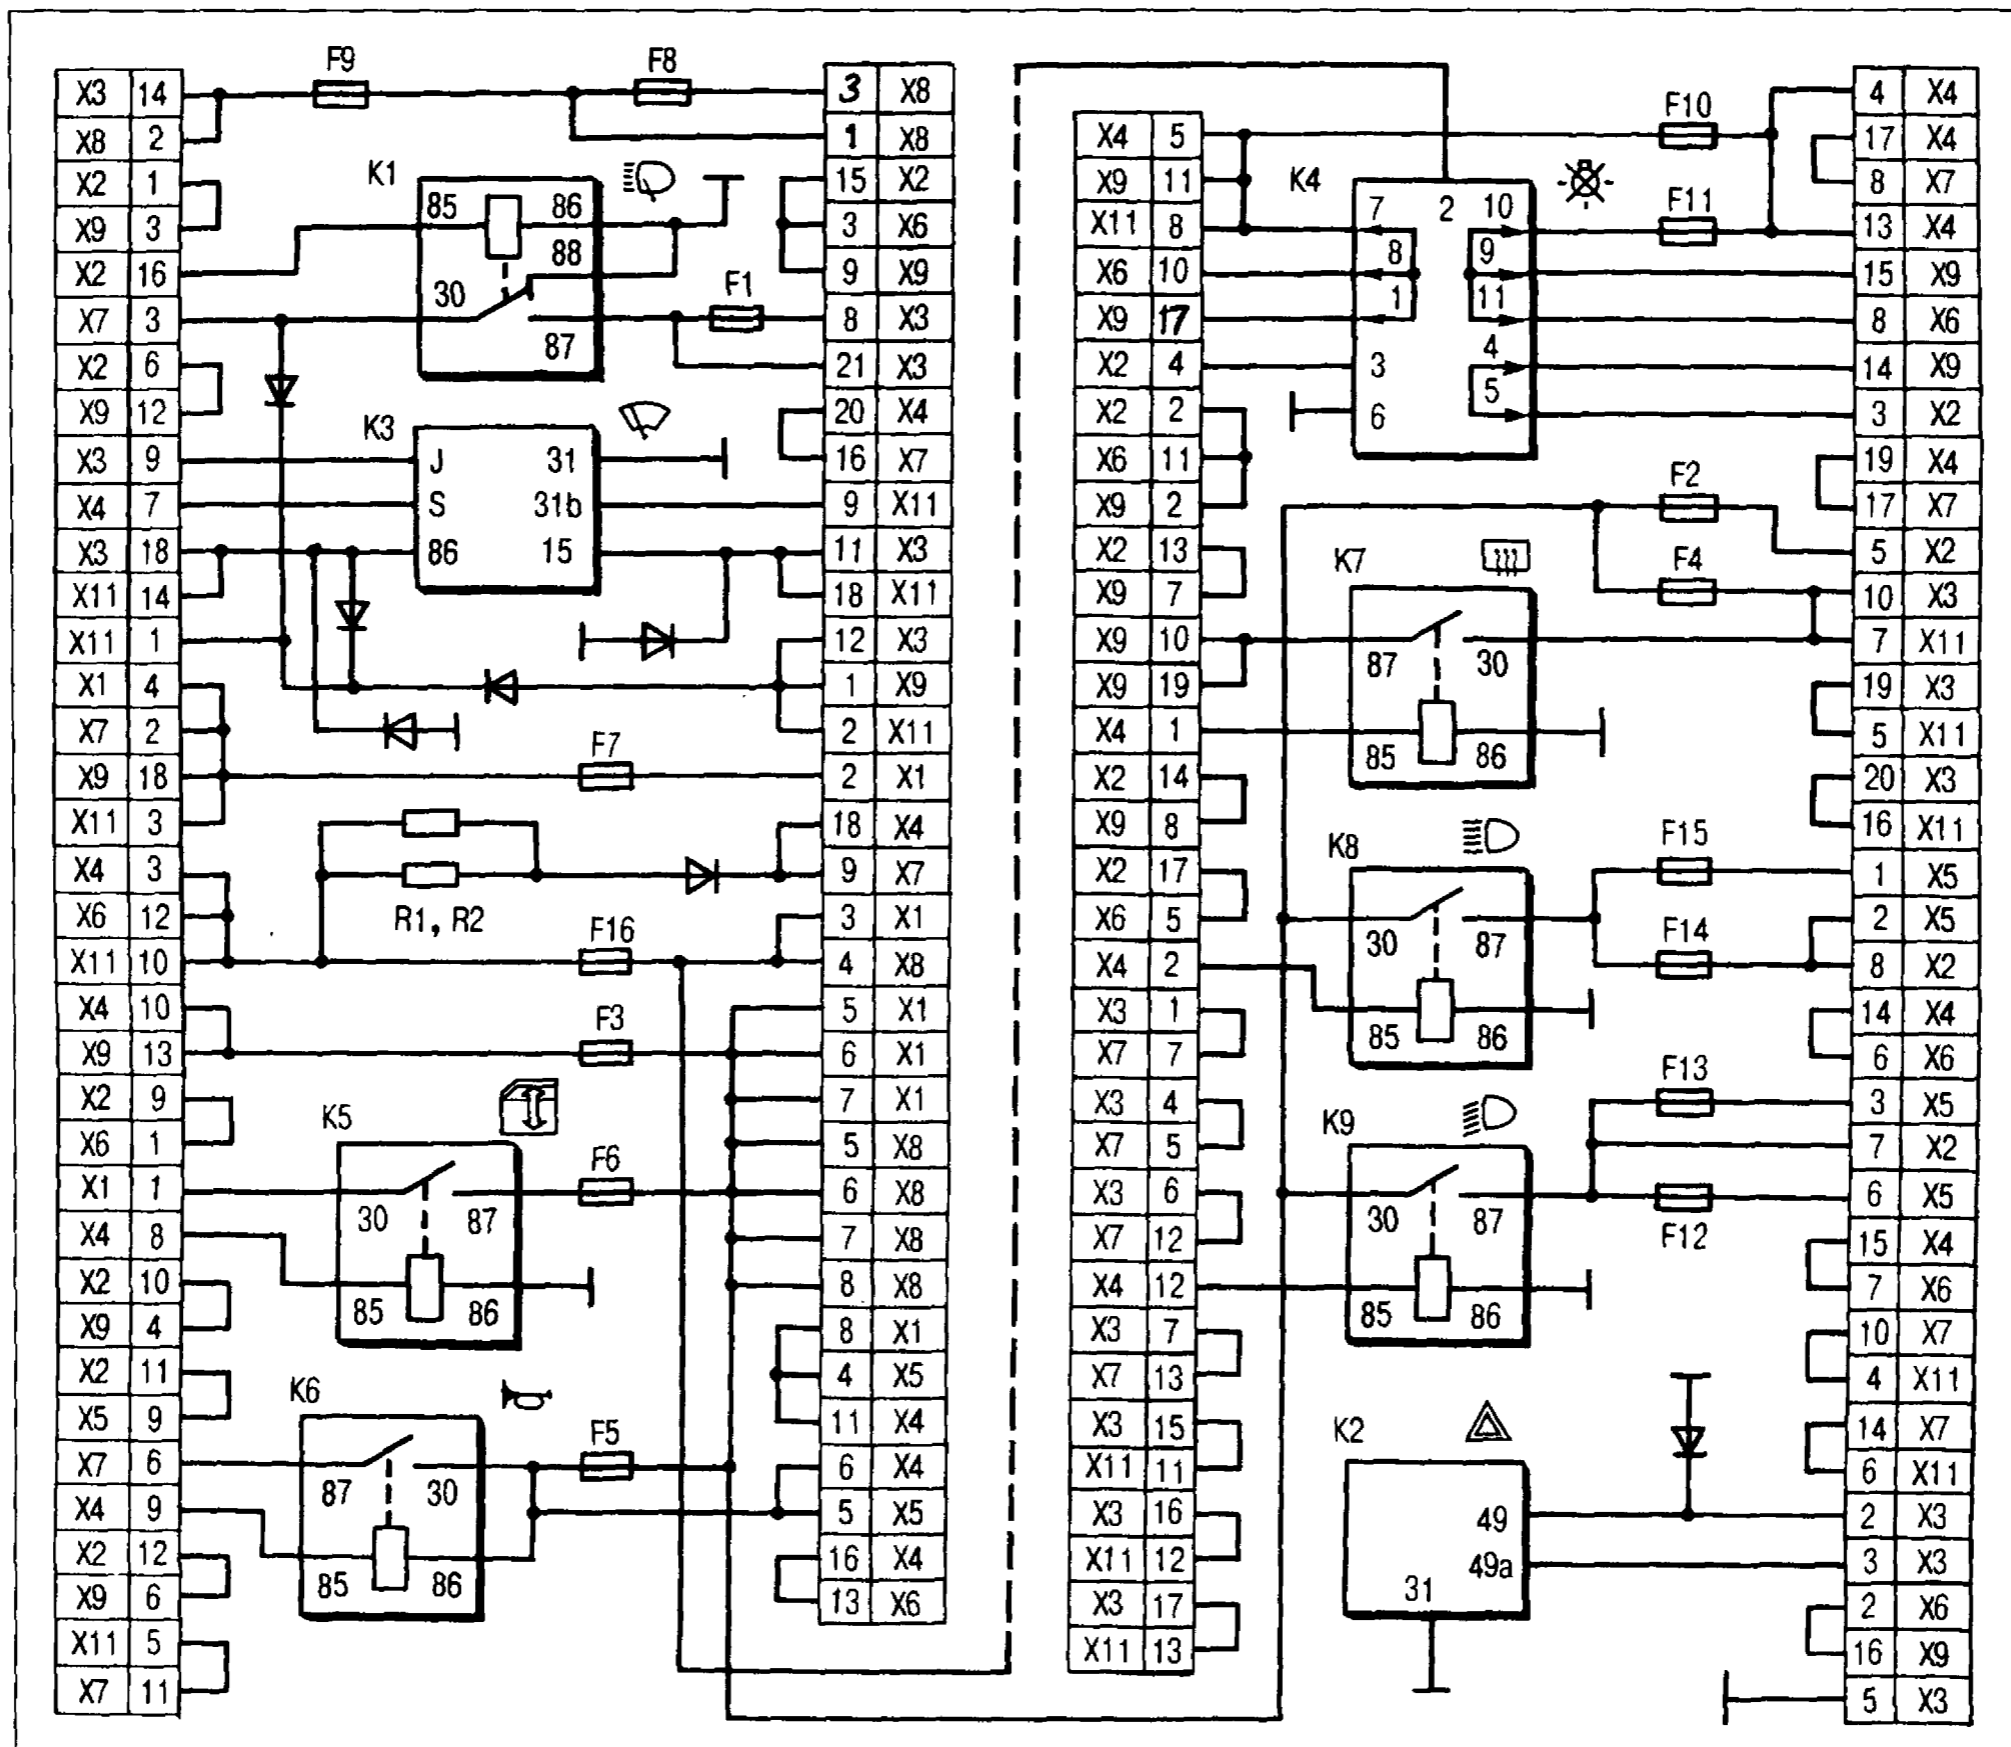 F9
F8
X3 14
X8 2
X2 1
X9 3
X2 16
X7 3
X2 6
X9 12
X3 9
X4 7
X3 18
X11 14
X11 1
X1 4
X7 2
X9 18
X11 3
X4 3
X6 12
X11 10
X4 10
X9 13
X2 9
X6 1
X1 1
X4 8
X2 10
X9 4
X2 11
X5 9
X7 6
X4 9
X2 12
X9 6
X11 5
X7 11
K1
85 86
88
30
87
F1
K3
J 31
S 31b
86 15
F7
R1, R2
F16
F3
K5
30 87
85 86
F6
K6
87 30
85 86
F5
3 X8
1 X8
15 X2
3 X6
9 X9
8 X3
21 X3
20 X4
16 X7
9 X11
11 X3
18 X11
12 X3
1 X9
2 X11
2 X1
18 X4
9 X7
3 X1
4 X8
5 X1
6 X1
7 X1
5 X8
6 X8
7 X8
8 X8
8 X1
4 X5
11 X4
6 X4
5 X5
16 X4
13 X6
X4 5
X9 11
X11 8
X6 10
X9 17
X2 4
X2 2
X6 11
X9 2
X2 13
X9 7
X9 10
X9 19
X4 1
X2 14
X9 8
X2 17
X6 5
X4 2
X3 1
X7 7
X3 4
X7 5
X3 6
X7 12
X4 12
X3 7
X7 13
X3 15
X11 11
X3 16
X11 12
X3 17
X11 13
F10
K4
7 2 10
8 9
1 11
4
3
5
6
F11
F2
F4
K7
87 30
85 86
K8
30 87
85 86
F15
F14
K9
30 87
85 86
F13
F12
K2
49
49a
31
4 X4
17 X4
8 X7
13 X4
15 X9
8 X6
14 X9
3 X2
19 X4
17 X7
5 X2
10 X3
7 X11
19 X3
5 X11
20 X3
16 X11
1 X5
2 X5
8 X2
14 X4
6 X6
3 X5
7 X2
6 X5
15 X4
7 X6
10 X7
4 X11
14 X7
6 X11
2 X3
3 X3
2 X6
16 X9
5 X3